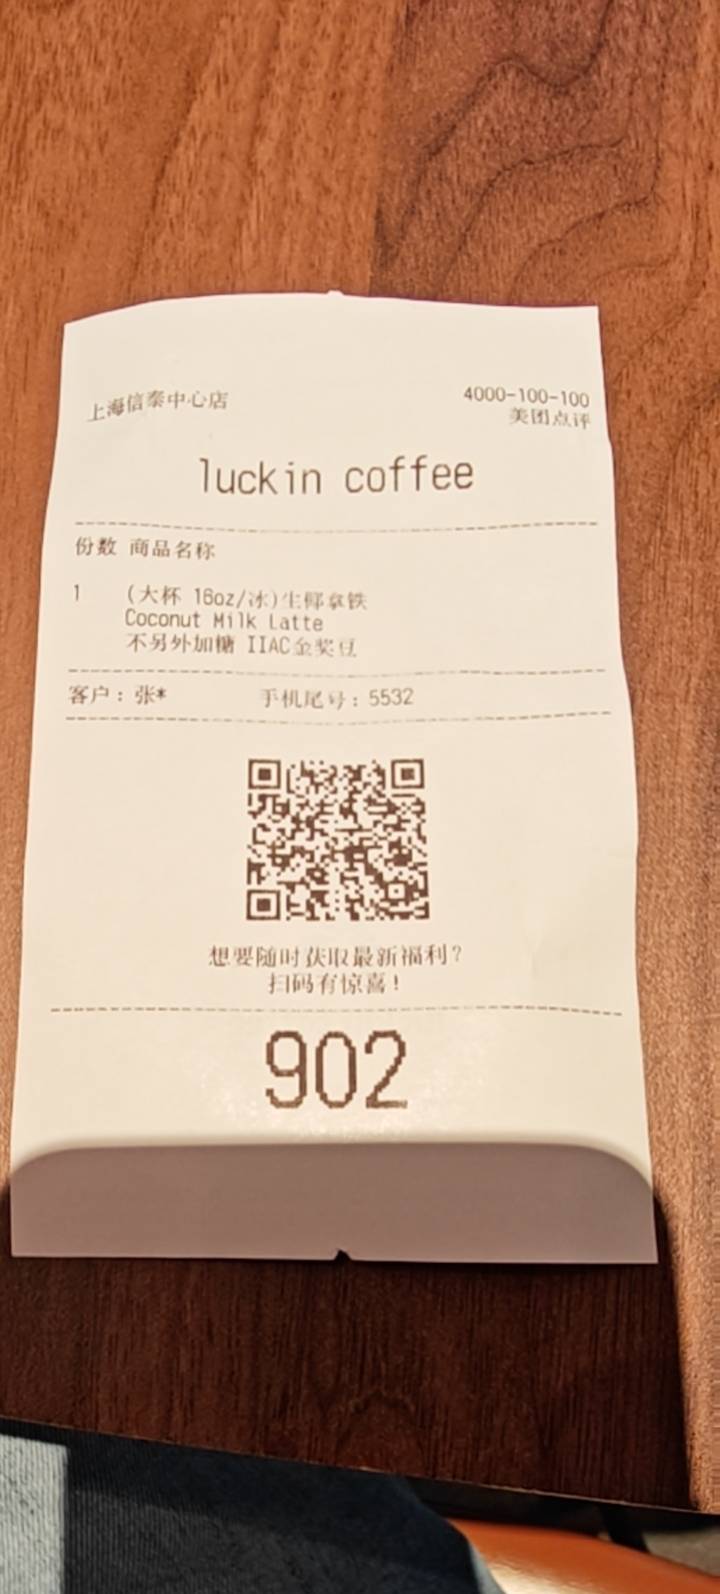 上海信泰中心店
4000-100-100
美团点评
luckin coffee
份数 商品名称
1 (大杯 16oz/冰)生椰拿铁
Coconut Milk Latte
不另外加糖 IIAC金奖豆
客户：张* 手机尾号：5532
想要随时获取最新福利？
扫码有惊喜！
902